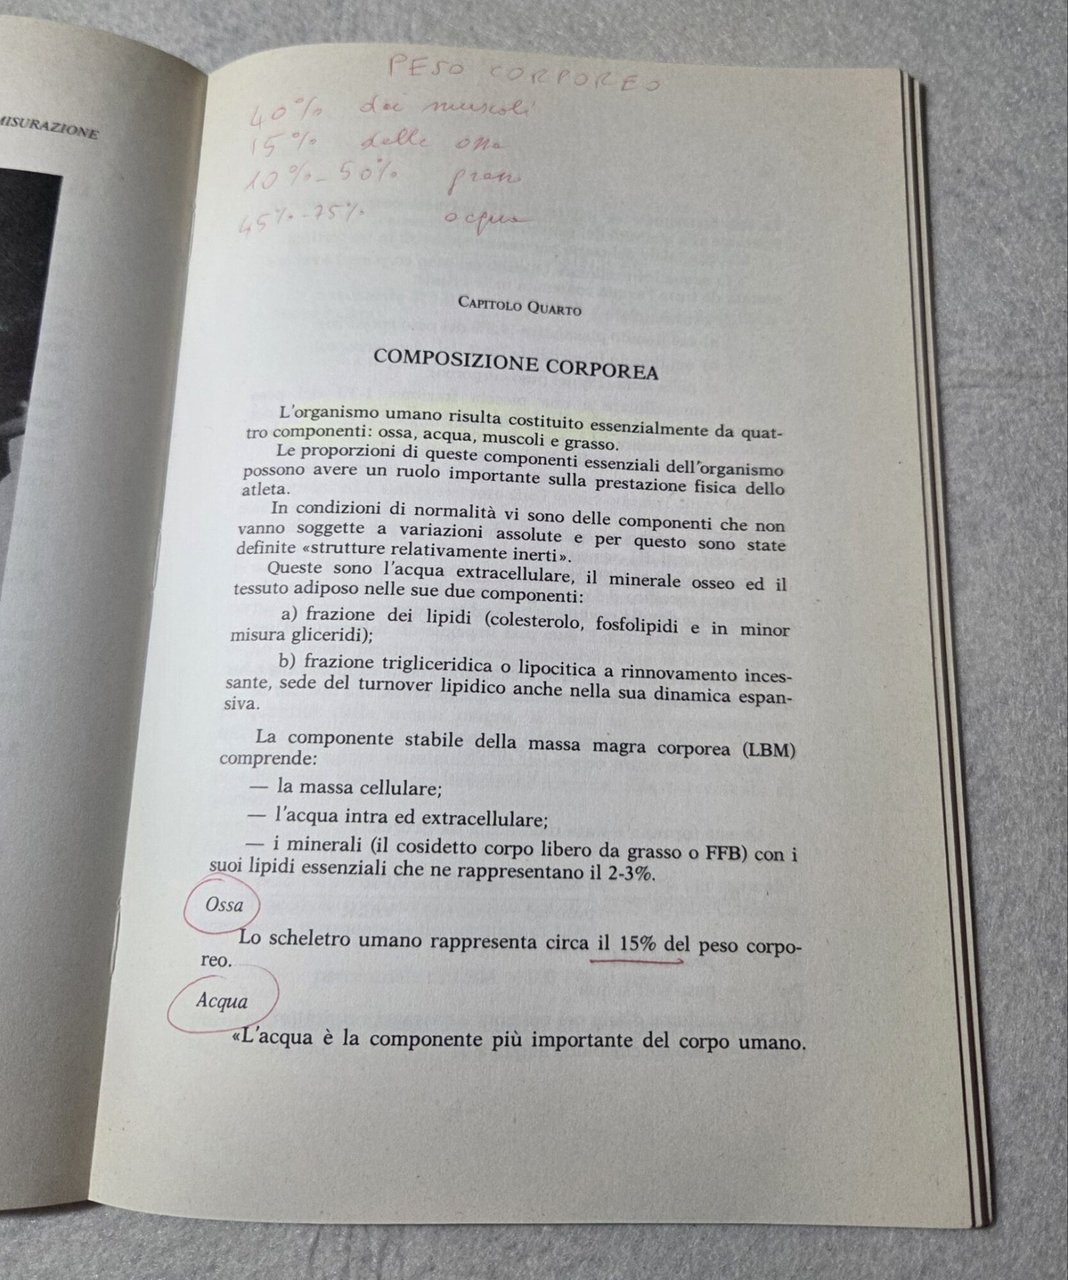 MISURAZIONE
PESO CORPOREO
40% dei muscoli
15% delle ossa
10%-50% grasso
45%-75% acqua
CAPITOLO QUARTO
COMPOSIZIONE CORPOREA
L'organismo umano risulta costituito essenzialmente da quat-
tro componenti: ossa, acqua, muscoli e grasso.
Le proporzioni di queste componenti essenziali dell'organismo
possono avere un ruolo importante sulla prestazione fisica dello
atleta.
In condizioni di normalità vi sono delle componenti che non
vanno soggette a variazioni assolute e per questo sono state
definite «strutture relativamente inerti».
Queste sono l'acqua extracellulare, il minerale osseo ed il
tessuto adiposo nelle sue due componenti:
a) frazione dei lipidi (colesterolo, fosfolipidi e in minor
misura gliceridi);
b) frazione trigliceridica o lipocitica a rinnovamento inces-
sante, sede del turnover lipidico anche nella sua dinamica espan-
siva.
La componente stabile della massa magra corporea (LBM)
comprende:
— la massa cellulare;
— l'acqua intra ed extracellulare;
— i minerali (il cosidetto corpo libero da grasso o FFB) con i
suoi lipidi essenziali che ne rappresentano il 2-3%.
Ossa
Lo scheletro umano rappresenta circa il 15% del peso corpo-
reo.
Acqua
«L'acqua è la componente più importante del corpo umano.